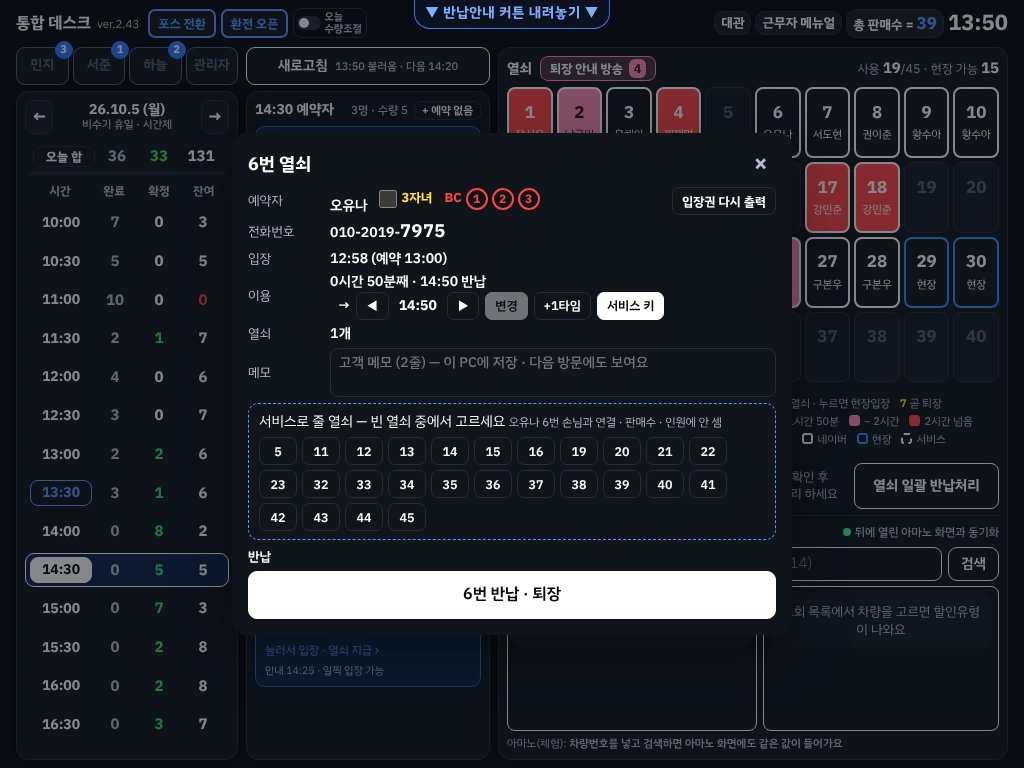 통합 데스크 ver.2.43 포스 전환 환전 오픈 오늘 수량조절 ▼ 반납안내 커튼 내려놓기 ▼ 대관 근무자 메뉴얼 총 판매수 = 39 13:50
민지 3 서준 1 하늘 2 관리자
새로고침 13:50 불러옴 · 다음 14:20
열쇠 퇴장 안내 방송 4 사용 19/45 · 현장 가능 15
← 26.10.5 (월) →
비수기 휴일 · 시간제
14:30 예약자 3명 · 수량 5 + 예약 없음
오늘 합 36 33 131
시간 완료 확정 잔여
10:00 7 0 3
10:30 5 0 5
11:00 10 0 0
11:30 2 1 7
12:00 4 0 6
12:30 3 0 7
13:00 2 2 6
13:30 3 1 6
14:00 0 8 2
14:30 0 5 5
15:00 0 7 3
15:30 0 2 8
16:00 0 2 8
16:30 0 3 7
1 2 3 4 5 6 7 8 9 10
서도현 권이준 황수아 황수아
17 18 19 20
강민준 강민준
27 28 29 30
구본우 구본우 현장 현장
37 38 39 40
6번 열쇠 ×
예약자 오유나 3자녀 BC 1 2 3 입장권 다시 출력
전화번호 010-2019-7975
입장 12:58 (예약 13:00)
이용 0시간 50분째 · 14:50 반납
→ ◀ 14:50 ▶ 변경 +1타임 서비스 키
열쇠 1개
메모 고객 메모 (2줄) — 이 PC에 저장 · 다음 방문에도 보여요
서비스로 줄 열쇠 — 빈 열쇠 중에서 고르세요 오유나 6번 손님과 연결 · 판매수 · 인원에 안 셈
5 11 12 13 14 15 16 19 20 21 22
23 32 33 34 35 36 37 38 39 40 41
42 43 44 45
반납
6번 반납 · 퇴장
눌러서 입장 · 열쇠 지급 ›
안내 14:25 · 일찍 입장 가능
열쇠 · 누르면 현장입장 7 곧 퇴장
시간 50분 ~ 2시간 2시간 넘음
네이버 현장 서비스
확인 후
리 하세요
열쇠 일괄 반납처리
뒤에 열린 아마노 화면과 동기화
14) 검색
회 목록에서 차량을 고르면 할인유형
이 나와요
아마노(체험): 차량번호를 넣고 검색하면 아마노 화면에도 같은 값이 들어가요